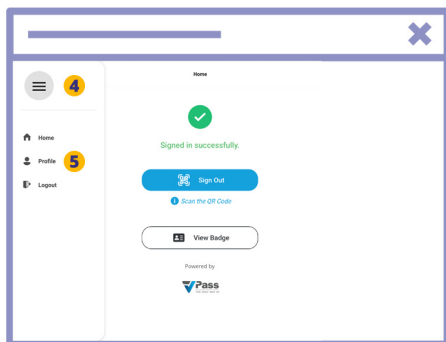 Home
4
Signed in successfully.
Home
Sign Out
Profile
5
Scan the QR Code
Logout
View Badge
Powered by
VPass